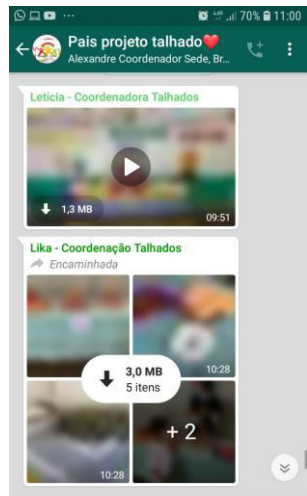 70% 11:00
Pais projeto talhado❤️
Alexandre Coordenador Sede, Br...
Letícia - Coordenadora Talhados
1,3 MB
09:51
Lika - Coordenação Talhados
Encaminhada
3,0 MB
5 itens
10:28
+ 2
10:28